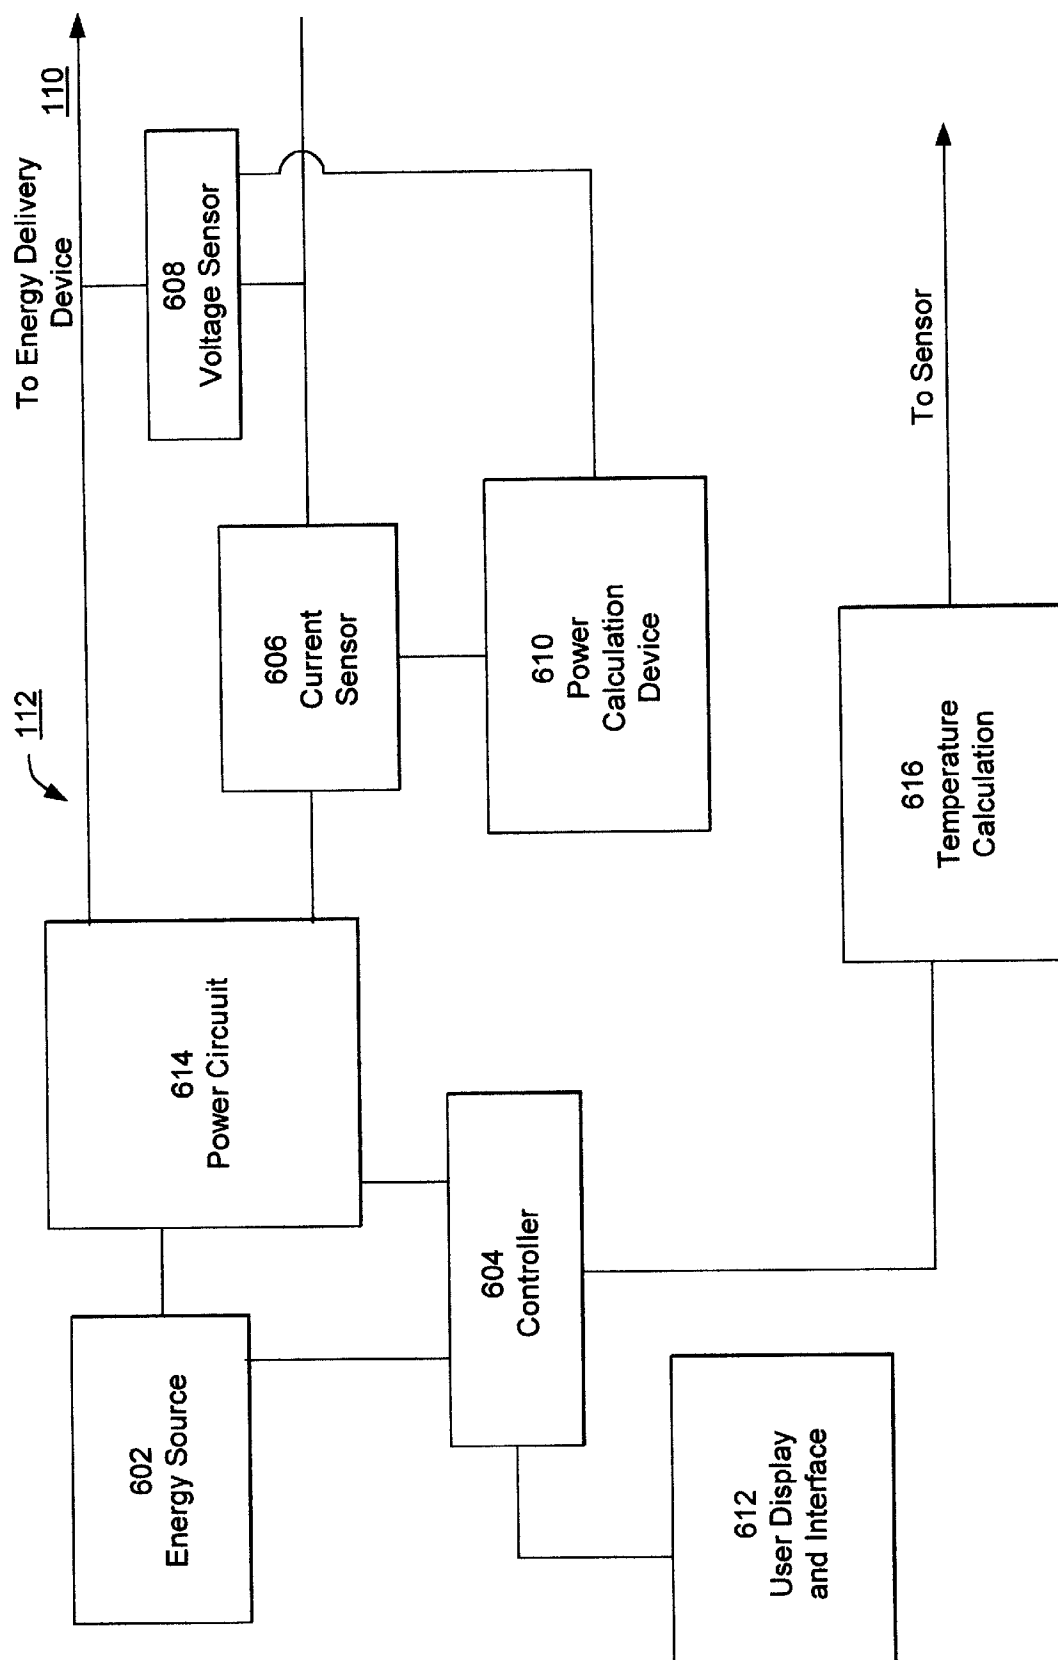 602
Energy Source
614
Power Circuuit
112
To Energy Delivery
Device
110
608
Voltage Sensor
606
Current
Sensor
604
Controller
610
Power
Calculation
Device
612
User Display
and Interface
616
Temperature
Calculation
To Sensor